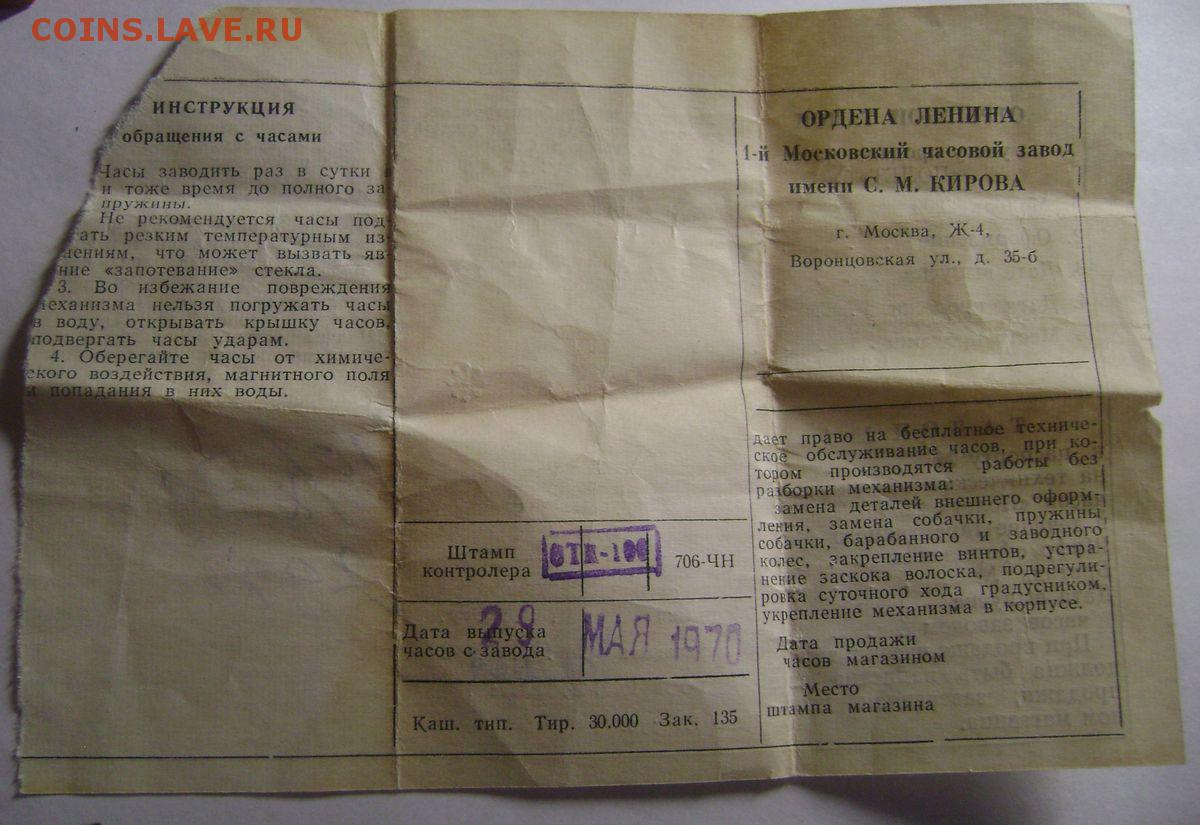 COINS.LAVE.RU
ИНСТРУКЦИЯ
обращения с часами
Часы заводить раз в сутки
и тоже время до полного за
пружины.
Не рекомендуется часы под-
гать резким температурным из
нениям, что может вызвать яв-
ние «запотевание» стекла.
3. Во избежание повреждения
механизма нельзя погружать часы
в воду, открывать крышку часов,
подвергать часы ударам.
4. Оберегайте часы от химиче-
ского воздействия, магнитного поля
и попадания в них воды.
Штамп
контролера
ОТК-100
706-ЧН
Дата выпуска
часов с завода
29 МАЯ 1970
Каш. тип. Тир. 30.000 Зак. 135
ОРДЕНА ЛЕНИНА
1-й Московский часовой завод
имени С. М. КИРОВА
г. Москва, Ж-4,
Воронцовская ул., д. 35-б
дает право на бесплатное техниче-
ское обслуживание часов, при ко-
тором производятся работы без
разборки механизма:
замена деталей внешнего оформ-
ления, замена собачки, пружины
собачки, барабанного и заводного
колес, закрепление винтов, устра-
нение заскока волоска, подрегули-
ровка суточного хода градусником,
укрепление механизма в корпусе.
Дата продажи
часов магазином
Место
штампа магазина